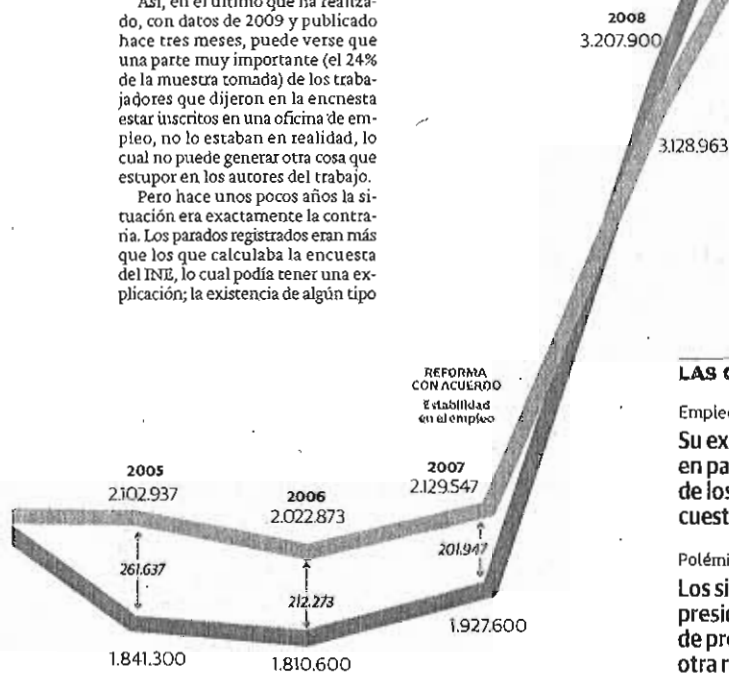 Así, en el último que ha realiza-
do, con datos de 2009 y publicado
hace tres meses, puede verse que
una parte muy importante (el 24%
de la muestra tomada) de los traba-
jadores que dijeron en la encnesta
estar inscritos en una oficina de em-
pleo, no lo estaban en realidad, lo
cual no puede generar otra cosa que
estupor en los autores del trabajo.
Pero hace unos pocos años la si-
tuación era exactamente la contra-
ria. Los parados registrados eran más
que los que calculaba la encuesta
del INE, lo cual podía tener una ex-
plicación; la existencia de algún tipo
2008
3.207.900
3.128.963
REFORMA
CON ACUERDO
Estabilidad
en el empleo
2005
2.102.937
2006
2.022.873
2007
2.129.547
261.637
212.273
201.947
1.841.300
1.810.600
1.927.600
LAS
Emple
Su ex
en pa
de los
cuest
Polémi
Los si
presi
de pr
otra